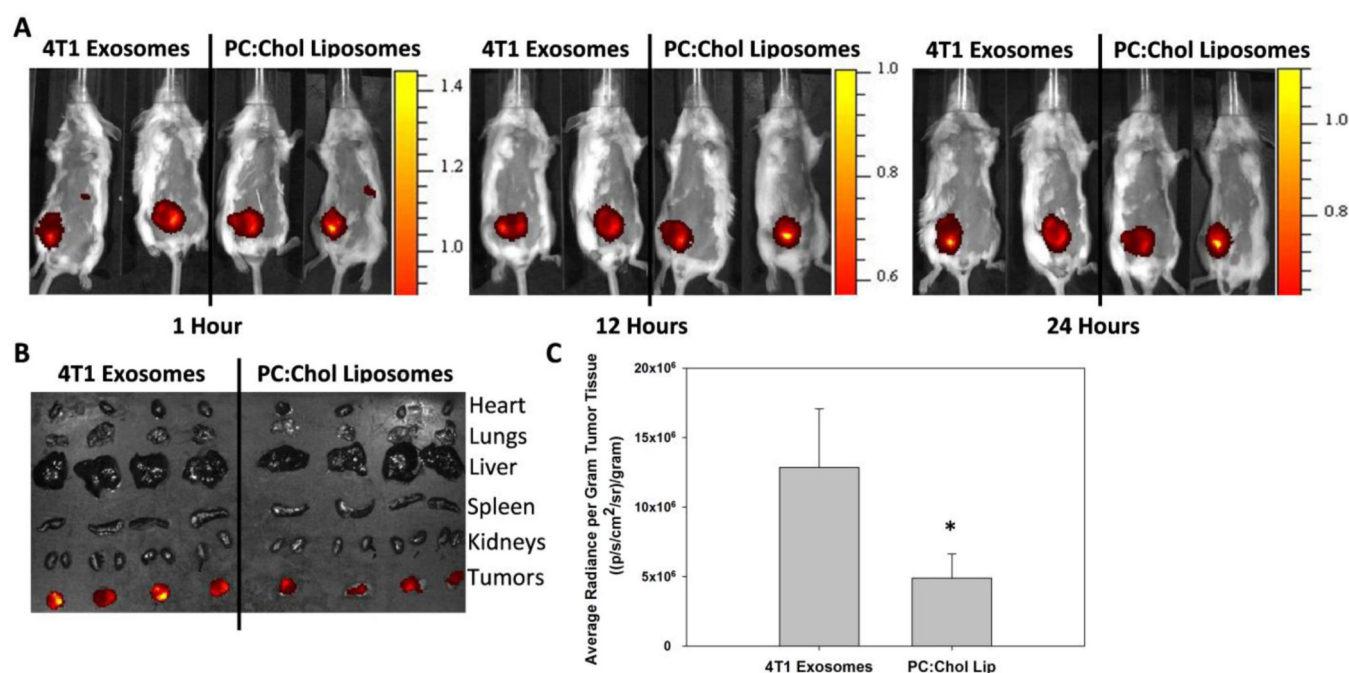 A
4T1 Exosomes PC:Chol Liposomes 4T1 Exosomes PC:Chol Liposomes 4T1 Exosomes PC:Chol Liposomes
1.4
1.2
1.0
1.0
0.8
0.6
1.0
0.8
1 Hour 12 Hours 24 Hours
B
4T1 Exosomes PC:Chol Liposomes
Heart
Lungs
Liver
Spleen
Kidneys
Tumors
C
Average Radiance per Gram Tumor Tissue
((p/s/cm²/sr)/gram)
20x10⁶
15x10⁶
10x10⁶
5x10⁶
0
*
4T1 Exosomes PC:Chol Lip